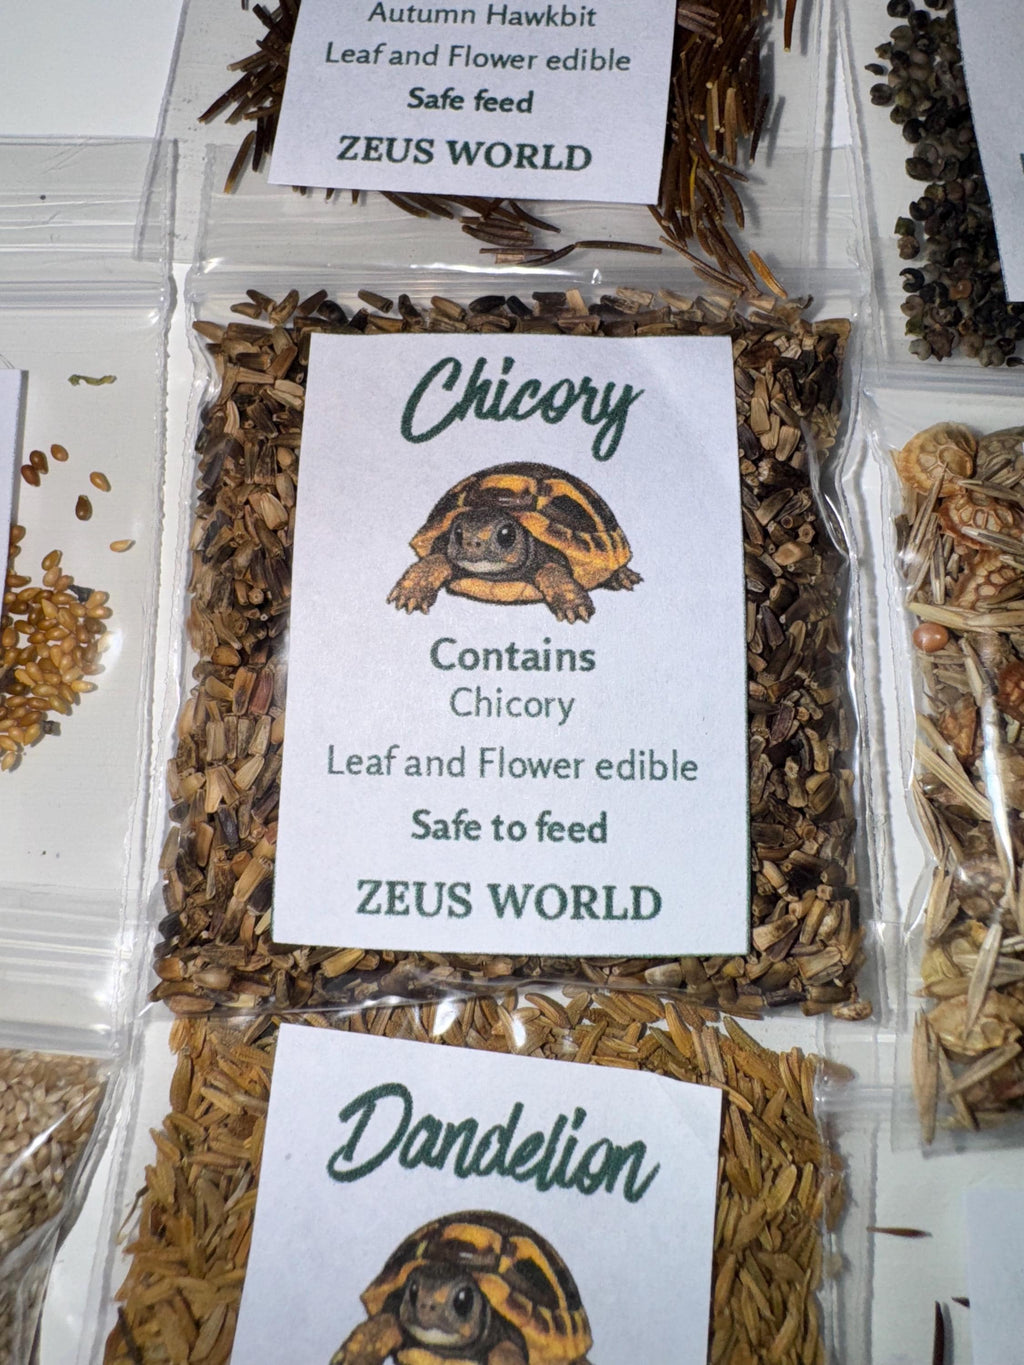 Autumn Hawkbit
Leaf and Flower edible
Safe feed
ZEUS WORLD
Chicory
Contains
Chicory
Leaf and Flower edible
Safe to feed
ZEUS WORLD
Dandelion